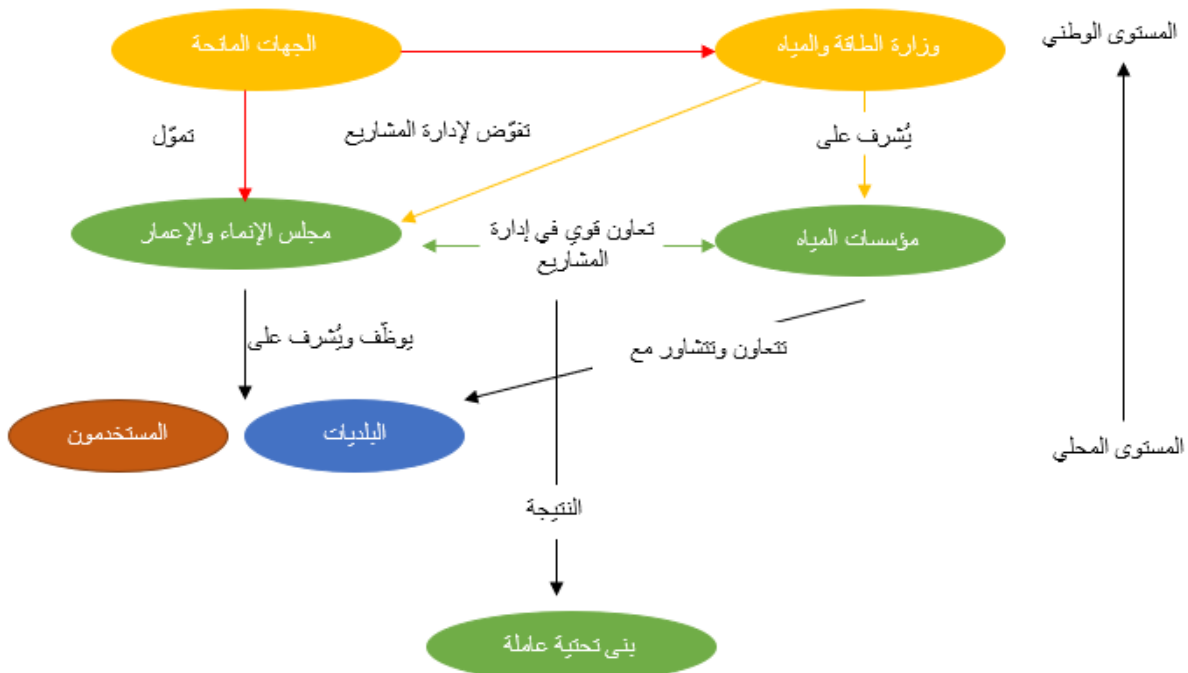 المستوى الوطني
وزارة الطاقة والمياه
الجهات المانحة
تفوّض لإدارة المشاريع
يُشرف على
تموّل
مجلس الإنماء والإعمار
تعاون قوي في إدارة
المشاريع
مؤسسات المياه
يوظّف ويُشرف على
تتعاون وتتشاور مع
المستخدمون
البلديات
المستوى المحلي
النتيجة
بنى تحتية عاملة